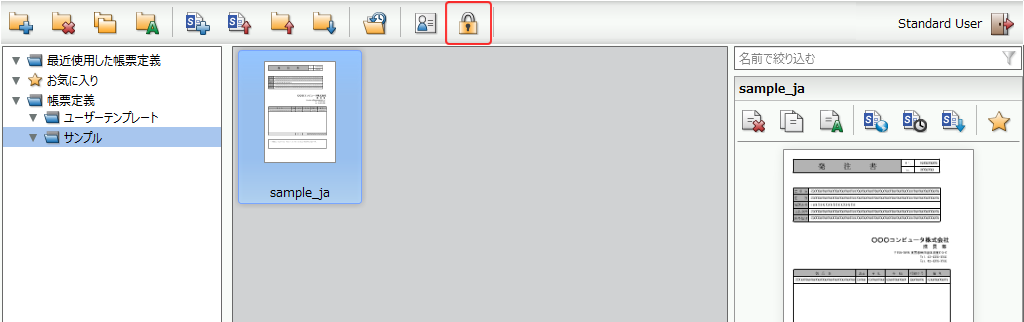 Standard User
最近使用した帳票定義
お気に入り
帳票定義
ユーザーテンプレート
サンプル
sample_ja
名前で絞り込む
sample_ja
発 注 書
〇〇〇コンピュータ株式会社